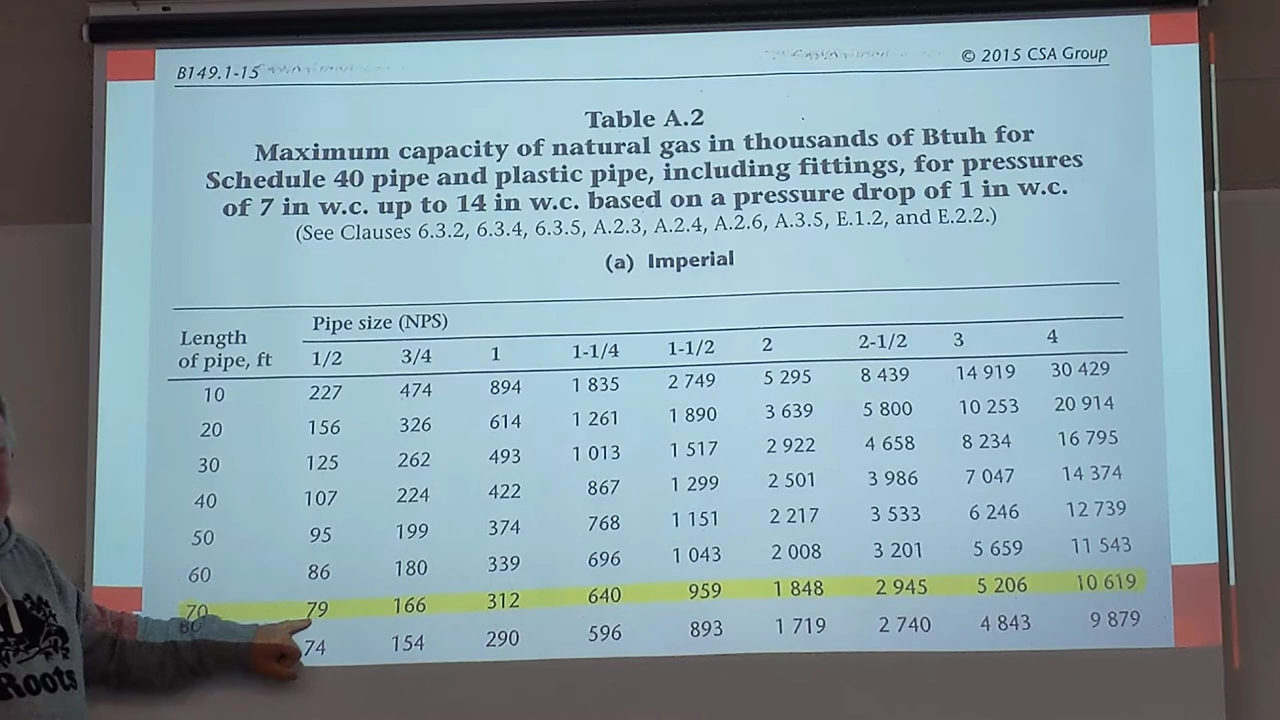 B149.1-15
© 2015 CSA Group
Table A.2
Maximum capacity of natural gas in thousands of Btuh for
Schedule 40 pipe and plastic pipe, including fittings, for pressures
of 7 in w.c. up to 14 in w.c. based on a pressure drop of 1 in w.c.
(See Clauses 6.3.2, 6.3.4, 6.3.5, A.2.3, A.2.4, A.2.6, A.3.5, E.1.2, and E.2.2.)
(a) Imperial
Length
of pipe, ft
Pipe size (NPS)
1/2 3/4 1 1-1/4 1-1/2 2 2-1/2 3 4
10 227 474 894 1 835 2 749 5 295 8 439 14 919 30 429
20 156 326 614 1 261 1 890 3 639 5 800 10 253 20 914
30 125 262 493 1 013 1 517 2 922 4 658 8 234 16 795
40 107 224 422 867 1 299 2 501 3 986 7 047 14 374
50 95 199 374 768 1 151 2 217 3 533 6 246 12 739
60 86 180 339 696 1 043 2 008 3 201 5 659 11 543
70 79 166 312 640 959 1 848 2 945 5 206 10 619
80 74 154 290 596 893 1 719 2 740 4 843 9 879
Roots